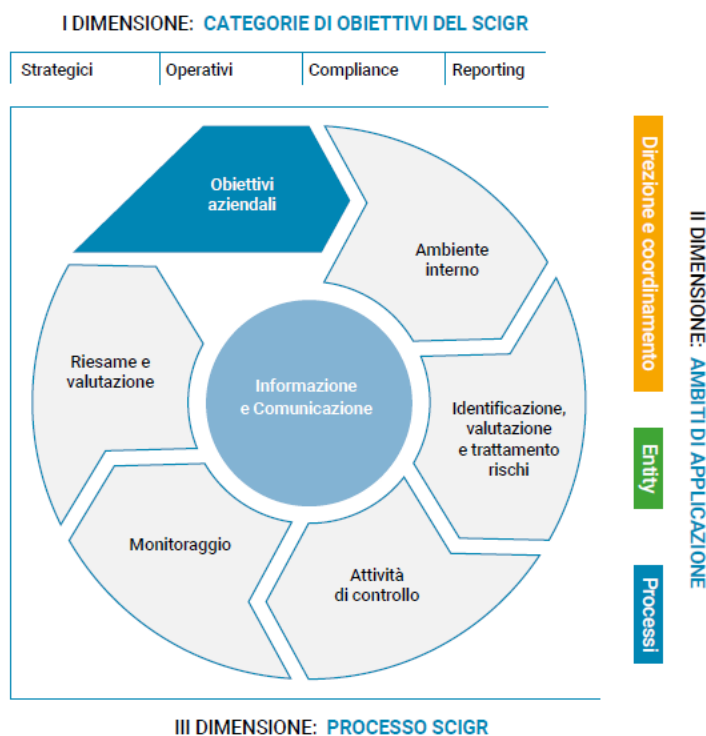 I DIMENSIONE: CATEGORIE DI OBIETTIVI DEL SCIGR
Strategici
Operativi
Compliance
Reporting
Obiettivi
aziendali
Ambiente
interno
Identificazione,
valutazione
e trattamento
rischi
Attività
di controllo
Monitoraggio
Riesame e
valutazione
Informazione
e Comunicazione
Direzione e coordinamento
Entity
Processi
II DIMENSIONE: AMBITI DI APPLICAZIONE
III DIMENSIONE: PROCESSO SCIGR